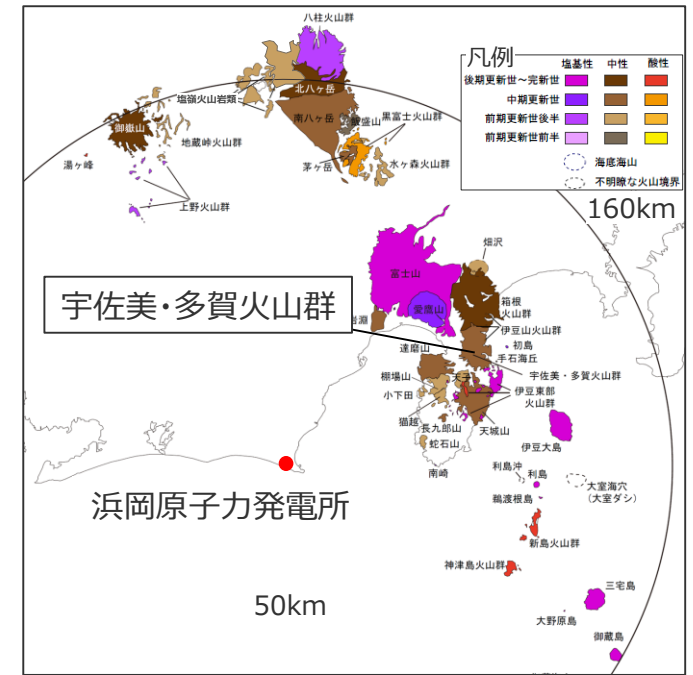 八柱火山群
凡例
塩基性 中性 酸性
後期更新世～完新世
中期更新世
前期更新世後半
前期更新世前半
海底海山
不明瞭な火山境界
160km
塩嶺火山岩類
北八ヶ岳
御嶽山
南八ヶ岳
飯盛山
黒富士火山群
地蔵峠火山群
湯ヶ峰
茅ヶ岳
水ヶ森火山群
上野火山群
畑沢
富士山
宇佐美・多賀火山群
愛鷹山
箱根
火山群
岩淵
伊豆山火山群
初島
達磨山
手石海丘
宇佐美・多賀火山群
棚場山
天子
伊豆東部
火山群
小下田
猫越
長九郎山
天城山
蛇石山
伊豆大島
南崎
利島沖
利島
大室海穴
(大室ダシ)
鵜渡根島
浜岡原子力発電所
新島火山群
神津島火山群
50km
三宅島
大野原島
御蔵島